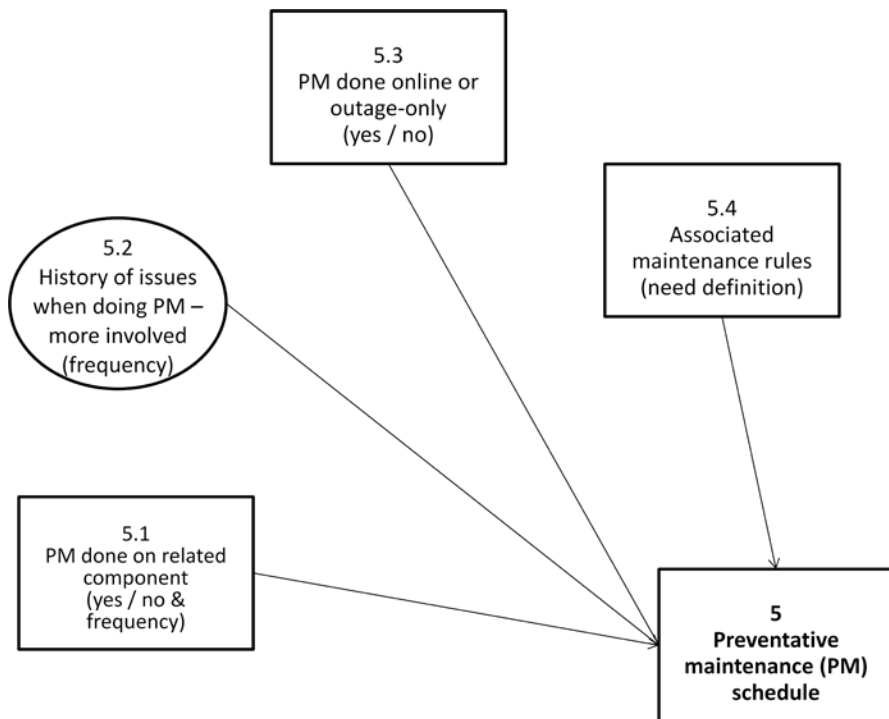 5.3
PM done online or
outage-only
(yes / no)
5.4
Associated
maintenance rules
(need definition)
5.2
History of issues
when doing PM –
more involved
(frequency)
5.1
PM done on related
component
(yes / no &
frequency)
5
Preventative
maintenance (PM)
schedule